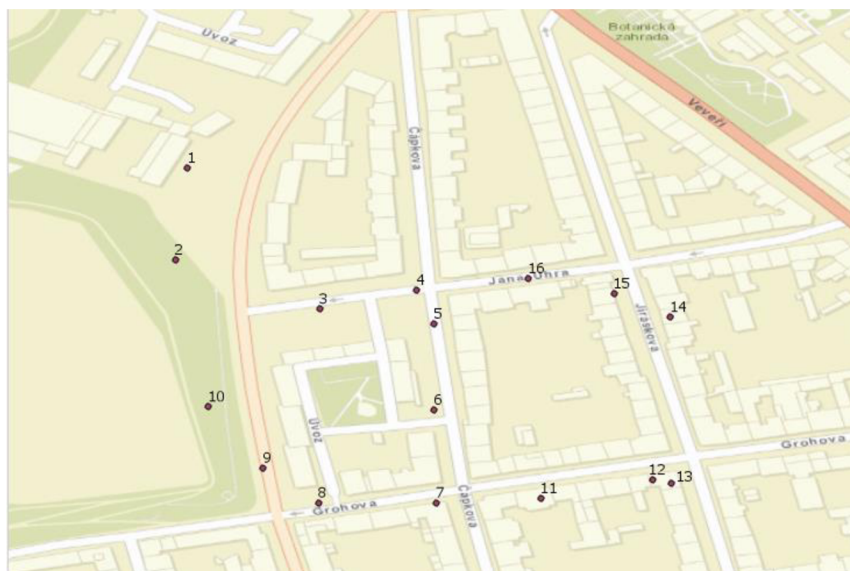 Úvoz
Botanická
zahrada
Veveří
Čápkova
1
2
16
Jana Uhra
4
15
3
5
14
Jiráskova
10
6
Úvoz
Grohova
9
12
13
8
Grohova
7
Čápkova
11